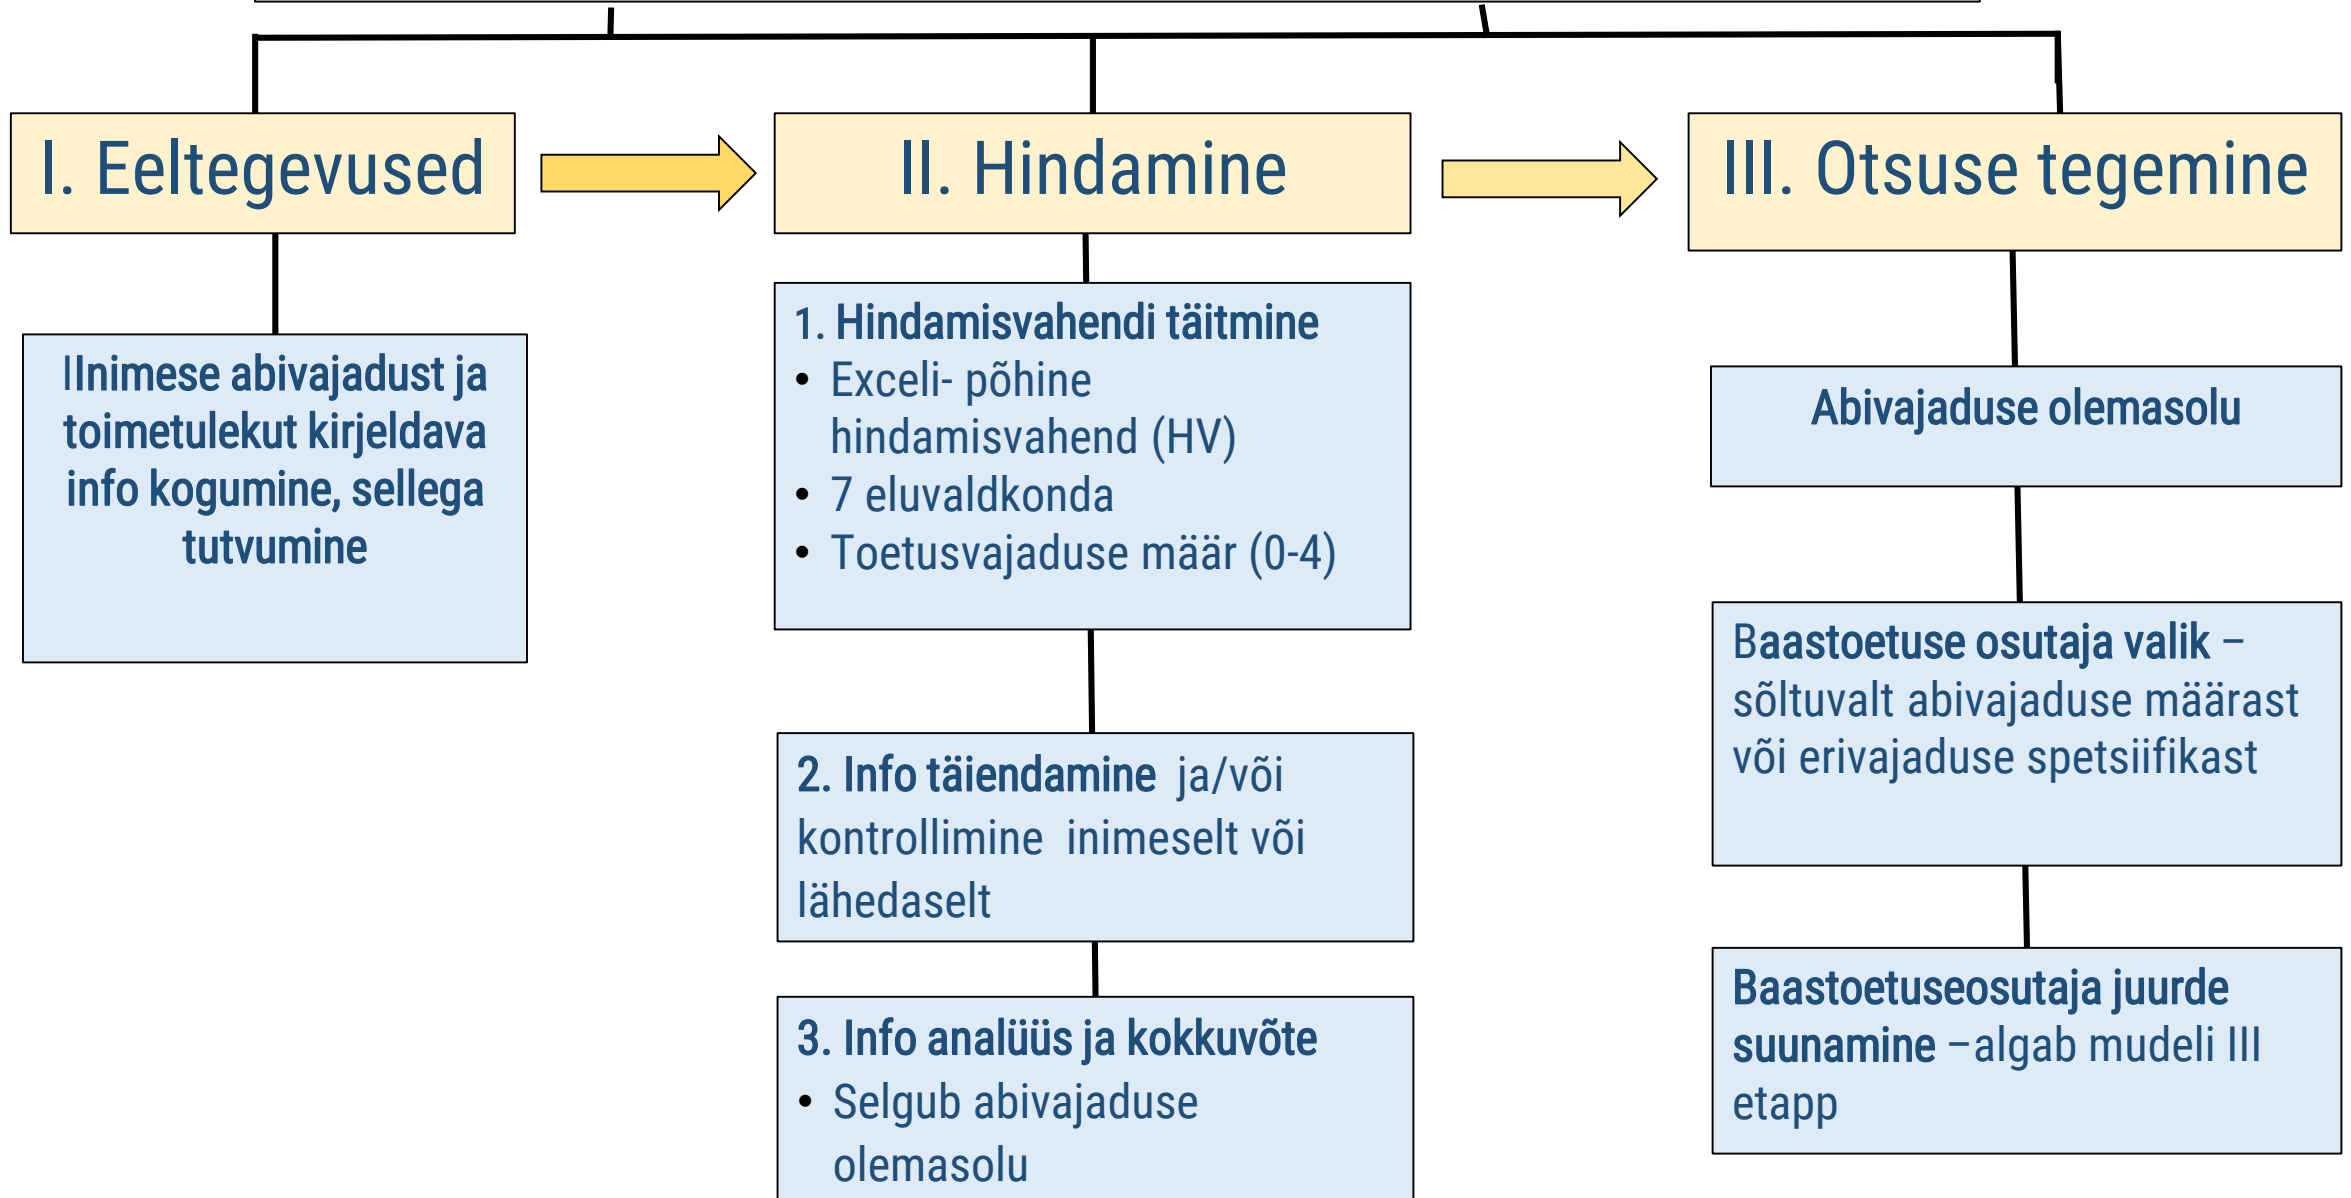 I. Eeltegevused
IInimese abivajadust ja
toimetulekut kirjeldava
info kogumine, sellega
tutvumine
II. Hindamine
1. Hindamisvahendi täitmine
• Exceli- põhine
hindamisvahend (HV)
• 7 eluvaldkonda
• Toetusvajaduse määr (0-4)
2. Info täiendamine ja/või
kontrollimine inimeselt või
lähedaselt
3. Info analüüs ja kokkuvõte
• Selgub abivajaduse
olemasolu
III. Otsuse tegemine
Abivajaduse olemasolu
Baastoetuse osutaja valik –
sõltuvalt abivajaduse määrast
või erivajaduse spetsiifikast
Baastoetuseosutaja juurde
suunamine –algab mudeli III
etapp